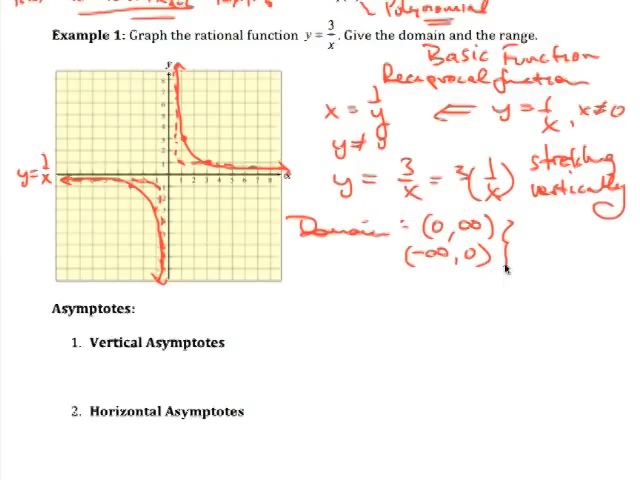 Polynomial
Example 1: Graph the rational function y = 3/x. Give the domain and the range.
Basic Function
Reciprocal function
x = 1/y ⇐ y = 1/x, x ≠ 0
y ≠
y = 3/x = 3(1/x) stretching vertically
y = 1/x
Domain : (0, ∞)
(-∞, 0) }
Asymptotes:
1. Vertical Asymptotes
2. Horizontal Asymptotes